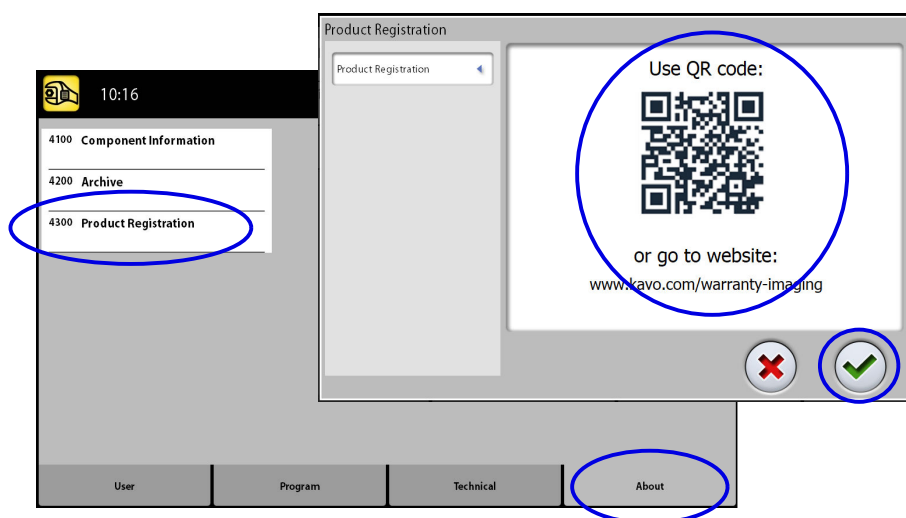 Product Registration
Product Registration
Use QR code:
or go to website:
www.kavo.com/warranty-imaging
10:16
4100 Component Information
4200 Archive
4300 Product Registration
User
Program
Technical
About